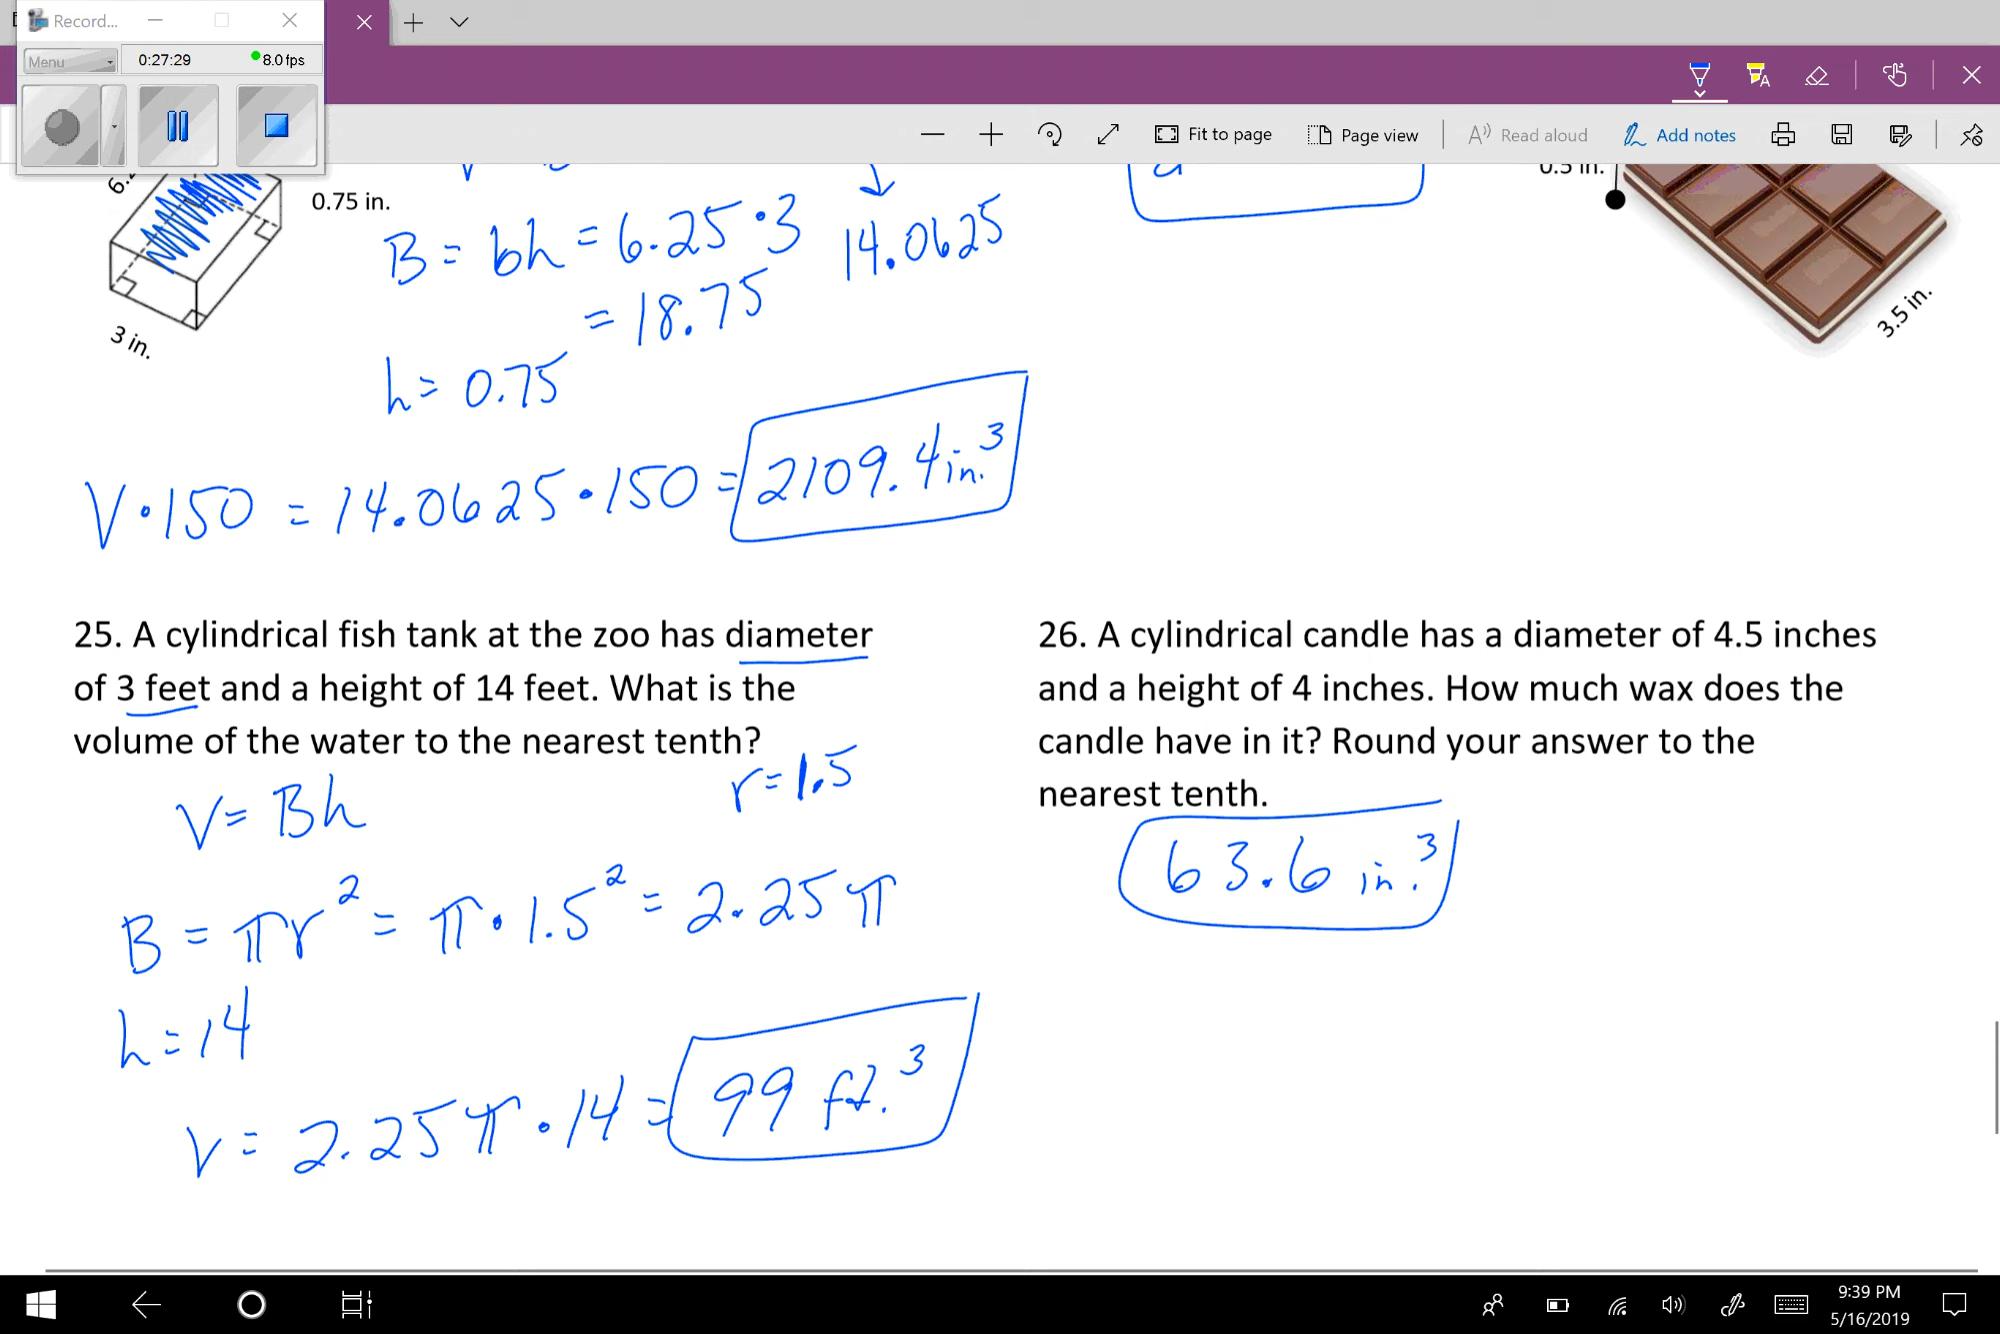 Record...
Menu
0:27:29
8.0 fps
Fit to page
Page view
Read aloud
Add notes
0.75 in.
3 in.
B = bh = 6.25 · 3
= 18.75
14.0625
h = 0.75
V · 150 = 14.0625 · 150 = 2109.4 in.³
0.5 in.
3.5 in.
25. A cylindrical fish tank at the zoo has diameter
of 3 feet and a height of 14 feet. What is the
volume of the water to the nearest tenth?
V = Bh
r = 1.5
B = πr² = π · 1.5² = 2.25π
h = 14
V = 2.25π · 14 = 99 ft.³
26. A cylindrical candle has a diameter of 4.5 inches
and a height of 4 inches. How much wax does the
candle have in it? Round your answer to the
nearest tenth.
63.6 in.³
9:39 PM
5/16/2019